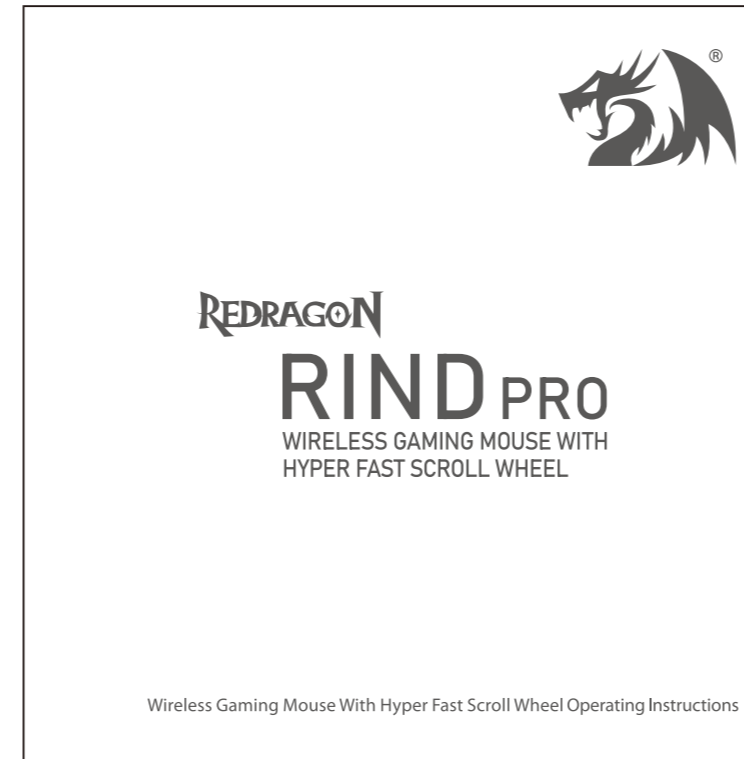 ®
REDRAGON
RIND PRO
WIRELESS GAMING MOUSE WITH
HYPER FAST SCROLL WHEEL
Wireless Gaming Mouse With Hyper Fast Scroll Wheel Operating Instructions